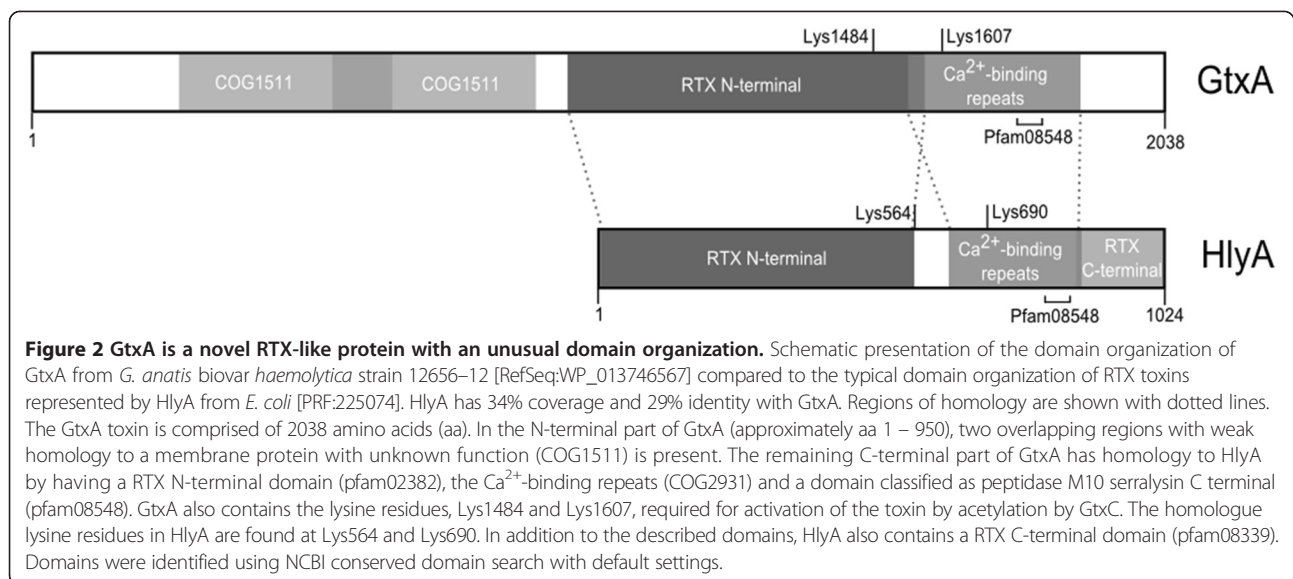 Lys1484 Lys1607
COG1511 COG1511 RTX N-terminal Ca2+-binding repeats GtxA
1 Pfam08548 2038
Lys564 Lys690
RTX N-terminal Ca2+-binding repeats RTX C-terminal HlyA
1 Pfam08548 1024
Figure 2 GtxA is a novel RTX-like protein with an unusual domain organization. Schematic presentation of the domain organization of
GtxA from G. anatis biovar haemolytica strain 12656–12 [RefSeq:WP_013746567] compared to the typical domain organization of RTX toxins
represented by HlyA from E. coli [PRF:225074]. HlyA has 34% coverage and 29% identity with GtxA. Regions of homology are shown with dotted lines.
The GtxA toxin is comprised of 2038 amino acids (aa). In the N-terminal part of GtxA (approximately aa 1 – 950), two overlapping regions with weak
homology to a membrane protein with unknown function (COG1511) is present. The remaining C-terminal part of GtxA has homology to HlyA
by having a RTX N-terminal domain (pfam02382), the Ca2+-binding repeats (COG2931) and a domain classified as peptidase M10 serralysin C terminal
(pfam08548). GtxA also contains the lysine residues, Lys1484 and Lys1607, required for activation of the toxin by acetylation by GtxC. The homologue
lysine residues in HlyA are found at Lys564 and Lys690. In addition to the described domains, HlyA also contains a RTX C-terminal domain (pfam08339).
Domains were identified using NCBI conserved domain search with default settings.